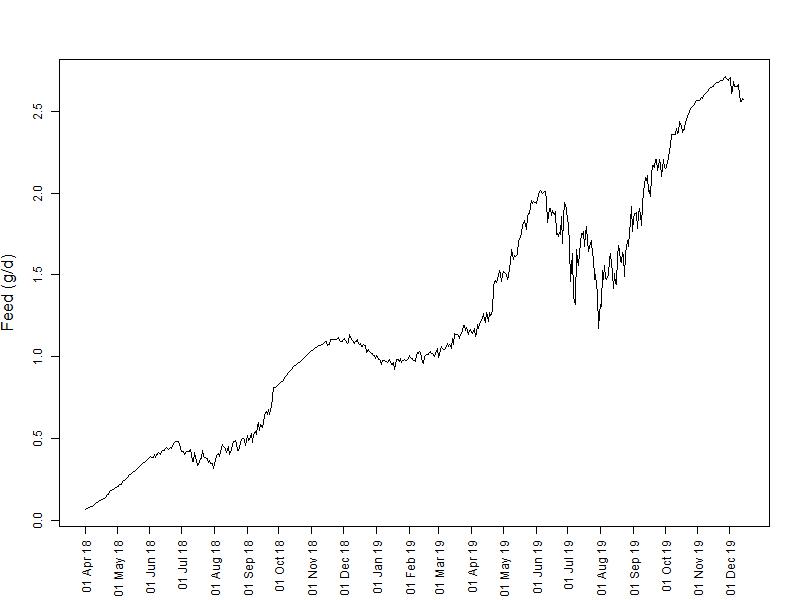 Feed (g/d)
2.5
2.0
1.5
1.0
0.5
0.0
01 Apr 18
01 May 18
01 Jun 18
01 Jul 18
01 Aug 18
01 Sep 18
01 Oct 18
01 Nov 18
01 Dec 18
01 Jan 19
01 Feb 19
01 Mar 19
01 Apr 19
01 May 19
01 Jun 19
01 Jul 19
01 Aug 19
01 Sep 19
01 Oct 19
01 Nov 19
01 Dec 19